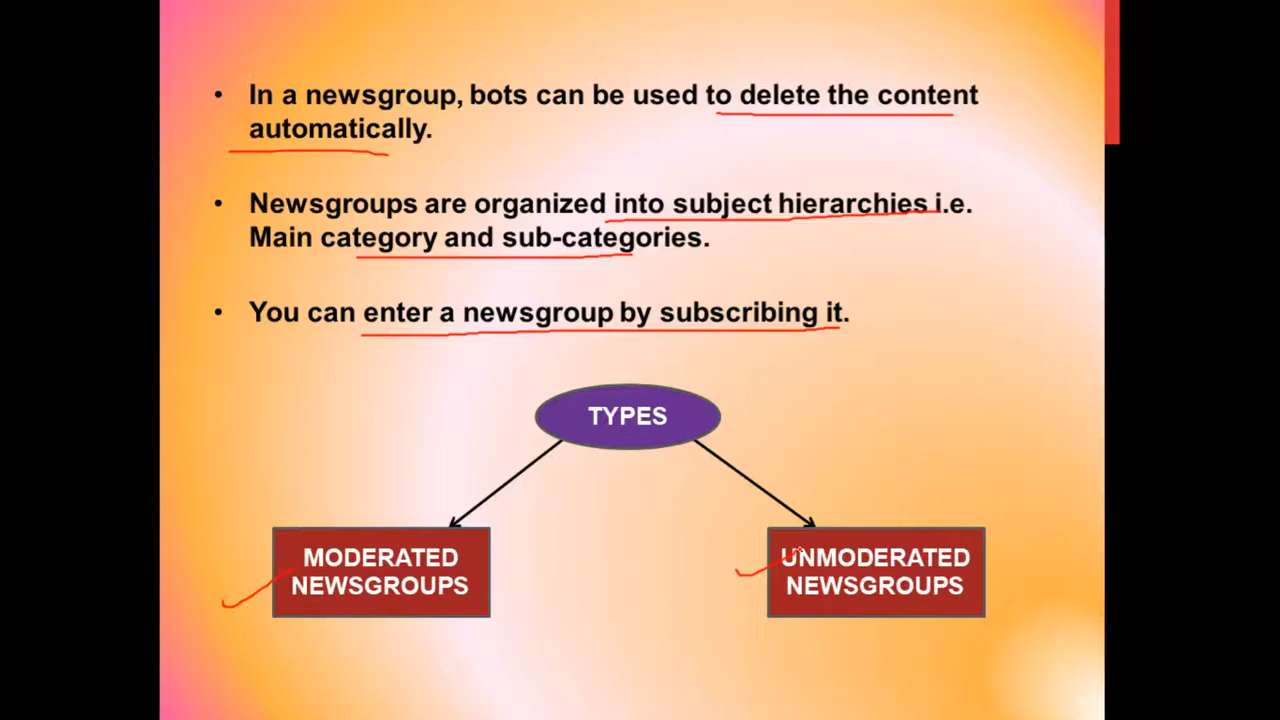 • In a newsgroup, bots can be used to delete the content
automatically.
• Newsgroups are organized into subject hierarchies i.e.
Main category and sub-categories.
• You can enter a newsgroup by subscribing it.
TYPES
MODERATED
NEWSGROUPS
UNMODERATED
NEWSGROUPS